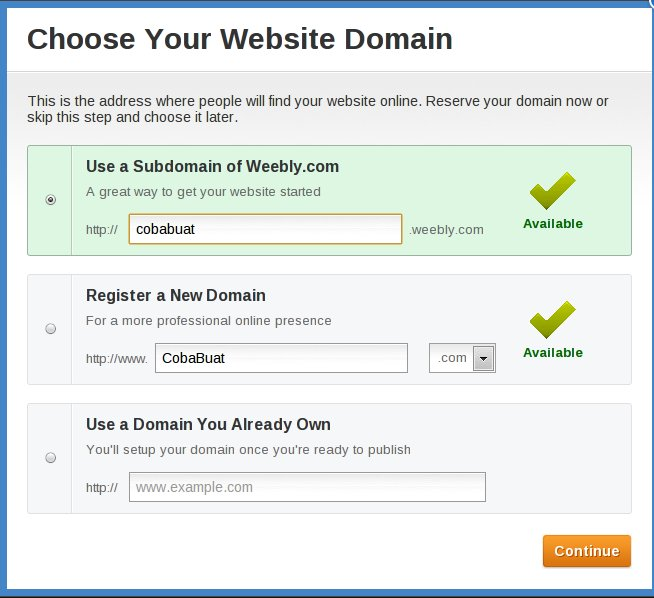 Choose Your Website Domain
This is the address where people will find your website online. Reserve your domain now or
skip this step and choose it later.
Use a Subdomain of Weebly.com
A great way to get your website started
http:// cobabuat .weebly.com
Available
Register a New Domain
For a more professional online presence
http://www. CobaBuat .com
Available
Use a Domain You Already Own
You'll setup your domain once you're ready to publish
http:// www.example.com
Continue